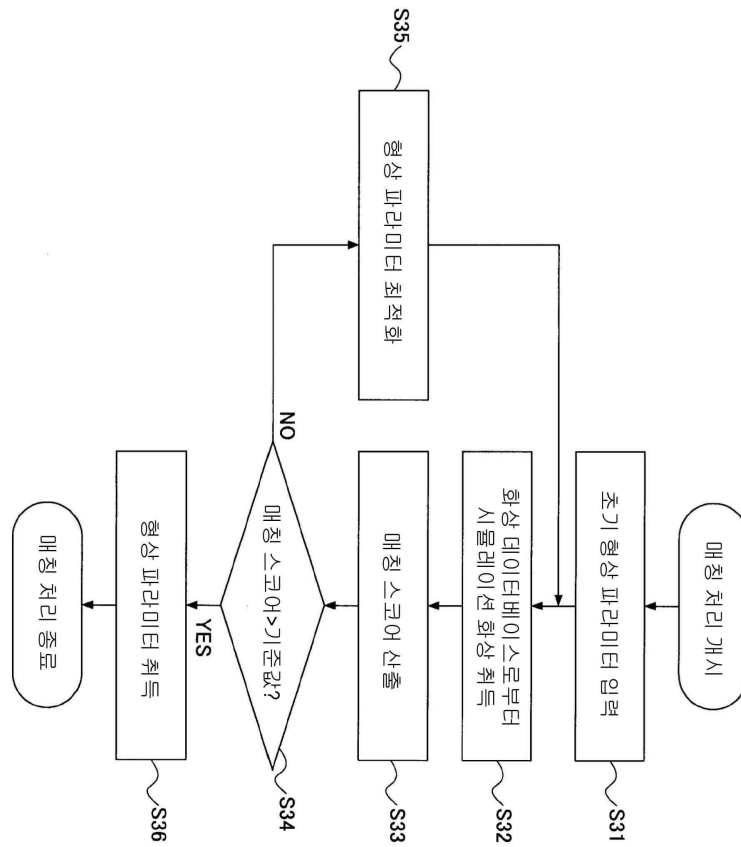 매칭 처리 개시
초기 형상 파라미터 입력
S31
화상 데이터베이스로부터
시뮬레이션 화상 취득
S32
매칭 스코어 산출
S33
매칭 스코어>기준값?
S34
NO
YES
형상 파라미터 최적화
S35
형상 파라미터 취득
S36
매칭 처리 종료